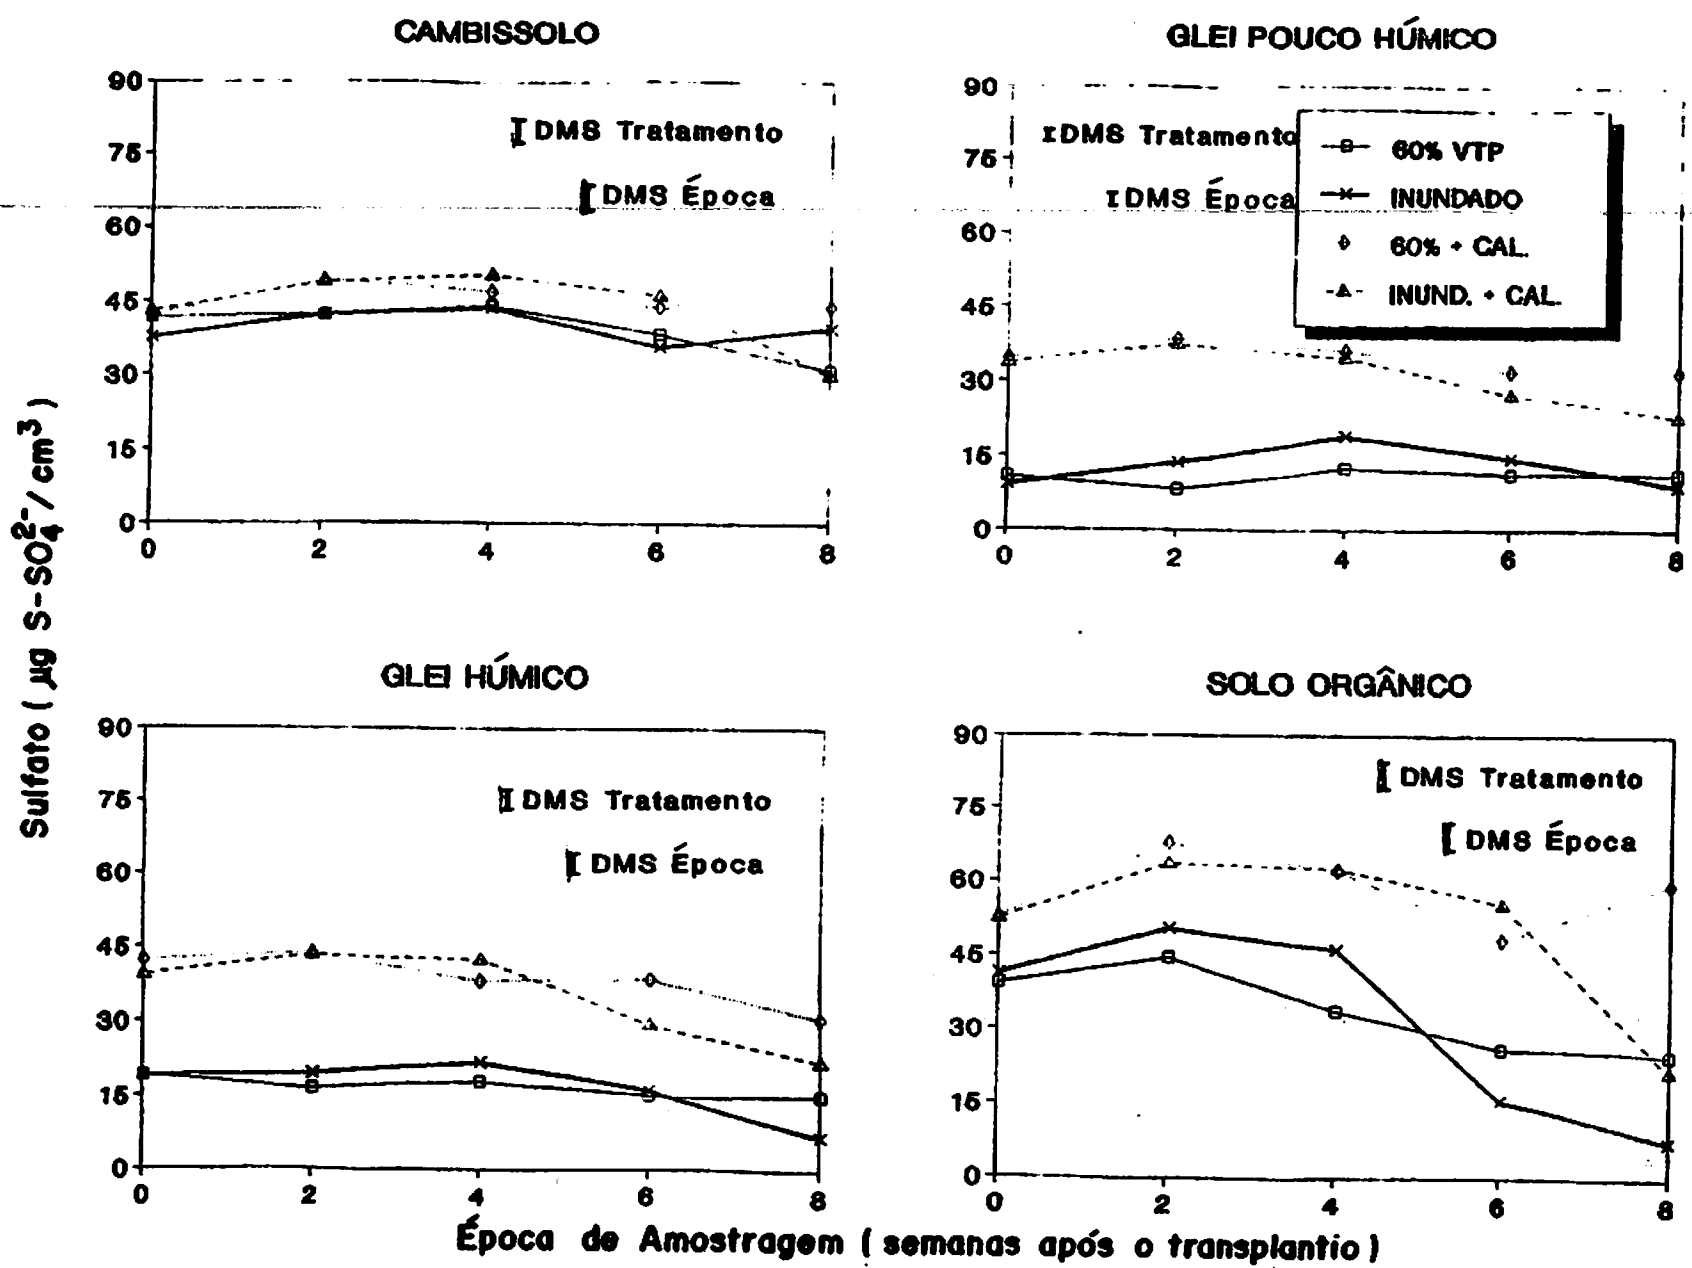 CAMBISSOLO
90
75
60
45
30
15
0
0 2 4 6 8
DMS Tratamento
DMS Época
GLEI POUCO HÚMICO
90
75
60
45
30
15
0
0 2 4 6 8
DMS Tratamento
DMS Época
60% VTP
INUNDADO
60% + CAL.
INUND. + CAL.
Sulfato ( µg S-SO₄²⁻/ cm³ )
GLEI HÚMICO
90
75
60
45
30
15
0
0 2 4 6 8
DMS Tratamento
DMS Época
SOLO ORGÂNICO
90
75
60
45
30
15
0
0 2 4 6 8
DMS Tratamento
DMS Época
Época de Amostragem ( semanas após o transplantio )